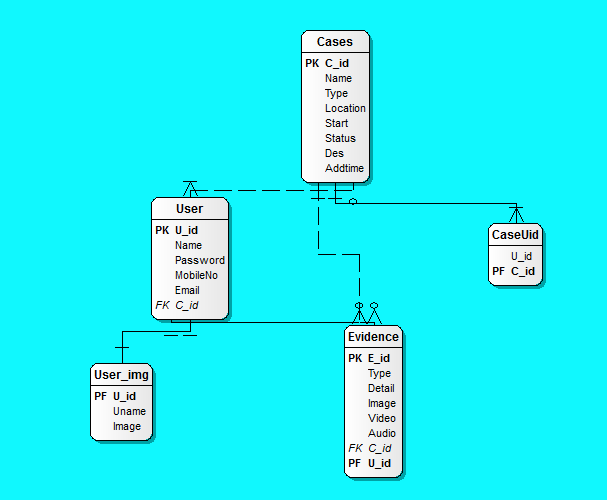 Cases
PK C_id
Name
Type
Location
Start
Status
Des
Addtime
User
PK U_id
Name
Password
MobileNo
Email
FK C_id
CaseUid
U_id
PF C_id
User_img
PF U_id
Uname
Image
Evidence
PK E_id
Type
Detail
Image
Video
Audio
FK C_id
PF U_id